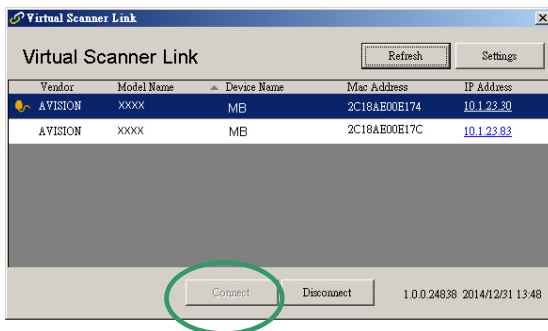 Virtual Scanner Link
Virtual Scanner Link
Refresh Settings
Vendor Model Name Device Name Mac Address IP Address
AVISION XXXX MB 2C18AE00E174 10.1.23.30
AVISION XXXX MB 2C18AE00E17C 10.1.23.83
Connect Disconnect 1.0.0.24838 2014/12/31 13:48